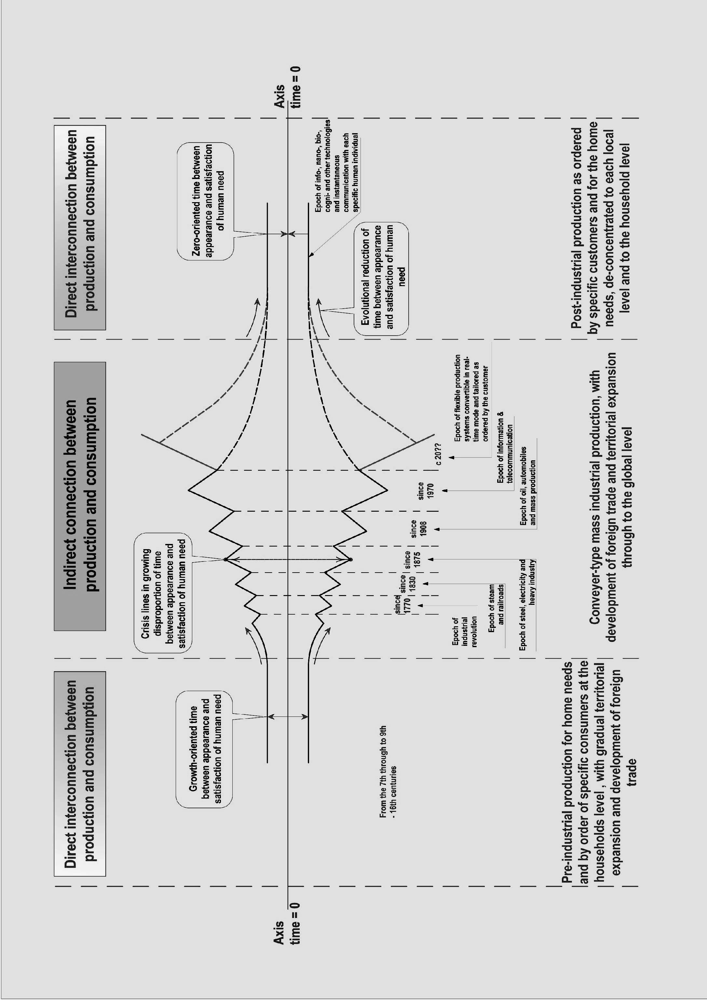 Direct interconnection between
production and consumption
Indirect connection between
production and consumption
Direct interconnection between
production and consumption
Growth-oriented time
between appearance and
satisfaction of human need
Crisis lines in growing
disproportion of time
between appearance and
satisfaction of human need
Zero-oriented time between
appearance and satisfaction
of human need
Axis
time = 0
Axis
time = 0
Epoch of info-, nano-, bio-,
cogni- and other technologies
and instantaneous
communication with each
specific human individual
Evolutional reduction of
time between appearance
and satisfaction of human
need
From the 7th through to 9th
- 16th centuries
since
1770
since
1830
since
1875
since
1908
since
1970
c 20??
Epoch of
industrial
revolution
Epoch of steam
and railroads
Epoch of steel, electricity and
heavy industry
Epoch of oil, automobiles
and mass production
Epoch of information &
telecommunication
Epoch of flexible production
systems convertible in real-
time mode and tailored as
ordered by the customer
Pre-industrial production for home needs
and by order of specific consumers at the
households level , with gradual territorial
expansion and development of foreign
trade
Conveyer-type mass industrial production, with
development of foreign trade and territorial expansion
through to the global level
Post-industrial production as ordered
by specific customers and for the home
needs, de-concentrated to each local
level and to the household level